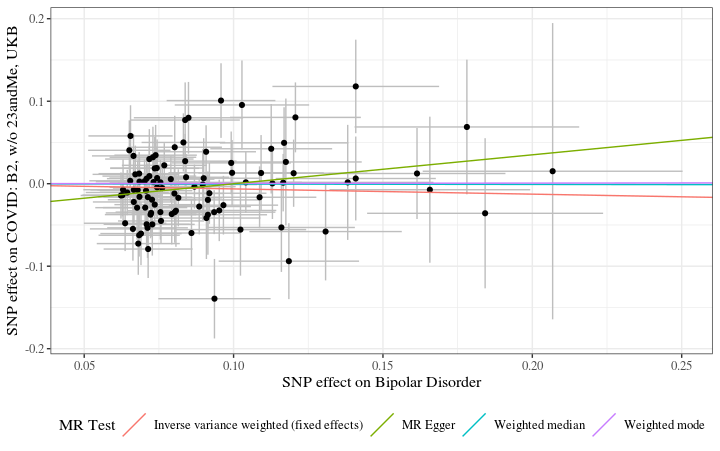 SNP effect on COVID: B2, w/o 23andMe, UKB
0.2
0.1
0.0
-0.1
-0.2
0.05 0.10 0.15 0.20 0.25
SNP effect on Bipolar Disorder
MR Test Inverse variance weighted (fixed effects) MR Egger Weighted median Weighted mode